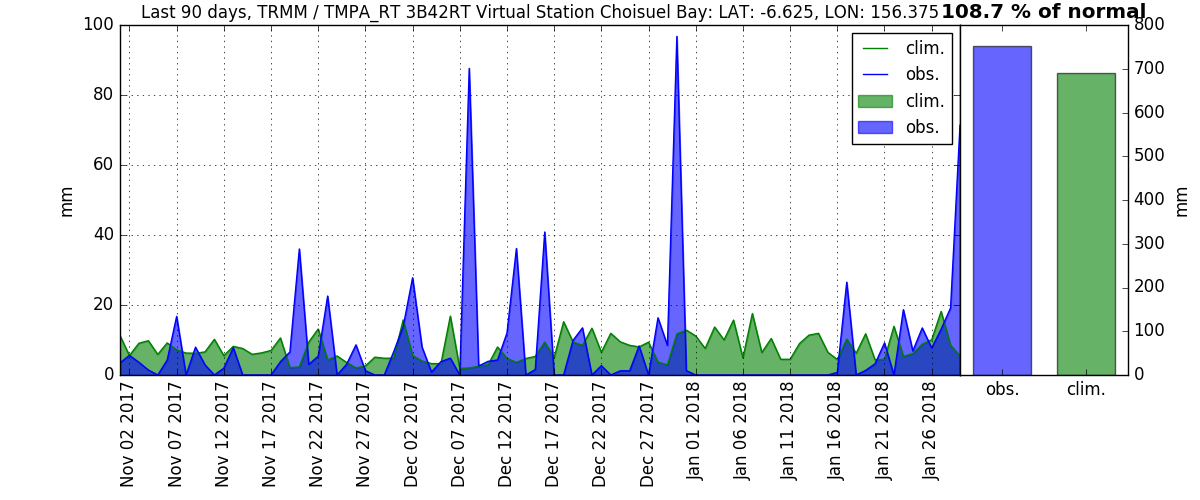 Last 90 days, TRMM / TMPA_RT 3B42RT Virtual Station Choisuel Bay: LAT: -6.625, LON: 156.375
108.7 % of normal
100
80
60
40
20
0
mm
clim.
obs.
clim.
obs.
Nov 02 2017
Nov 07 2017
Nov 12 2017
Nov 17 2017
Nov 22 2017
Nov 27 2017
Dec 02 2017
Dec 07 2017
Dec 12 2017
Dec 17 2017
Dec 22 2017
Dec 27 2017
Jan 01 2018
Jan 06 2018
Jan 11 2018
Jan 16 2018
Jan 21 2018
Jan 26 2018
800
700
600
500
400
300
200
100
0
mm
obs.
clim.